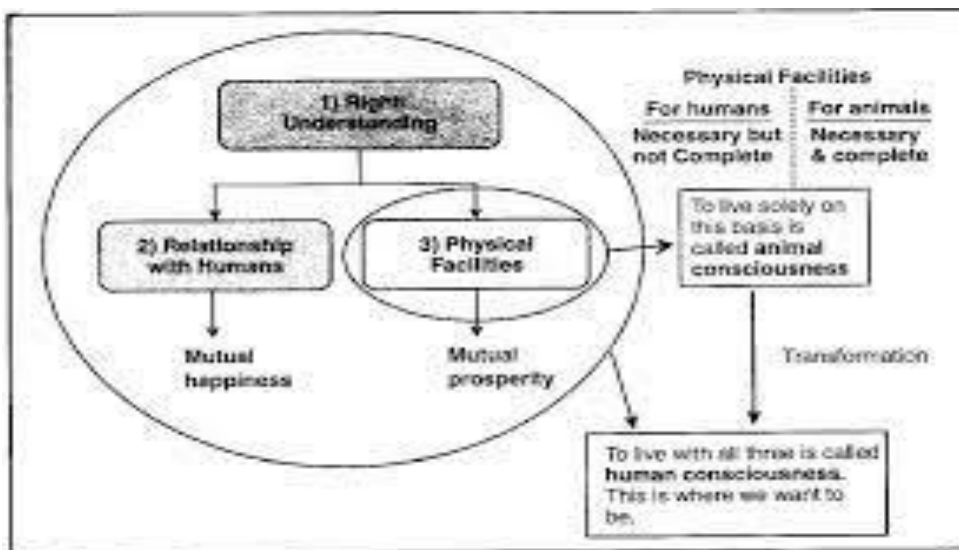 1) Right
Understanding
2) Relationship
with Humans
3) Physical
Facilities
Mutual
happiness
Mutual
prosperity
Physical Facilities
For humans
Necessary but
not Complete
For animals
Necessary
& complete
To live solely on
this basis is
called animal
consciousness
Transformation
To live with all three is called
human consciousness.
This is where we want to
be.